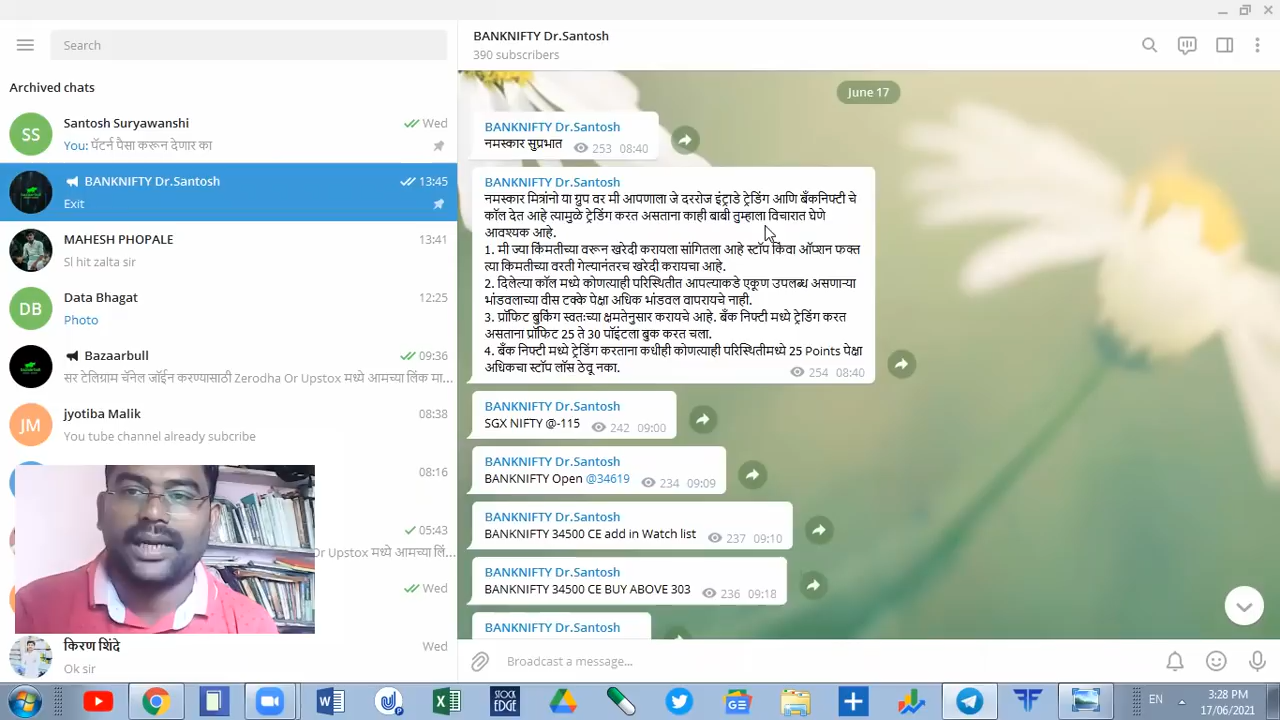 Search
Archived chats
SS
Santosh Suryawanshi
Wed
You: पॅटर्न पैसा करून देणार का
BANKNIFTY Dr.Santosh
13:45
Exit
MAHESH PHOPALE
13:41
Sl hit zalta sir
DB
Data Bhagat
12:25
Photo
Bazaarbull
09:36
सर टेलिग्राम चॅनेल जॉईन करण्यासाठी Zerodha Or Upstox मध्ये आमच्या लिंक मा...
JM
jyotiba Malik
08:38
You tube channel already subcribe
08:16
05:43
Or Upstox मध्ये आमच्या लिं...
Wed
किरण शिंदे
Wed
Ok sir
BANKNIFTY Dr.Santosh
390 subscribers
June 17
BANKNIFTY Dr.Santosh
नमस्कार सुप्रभात 253 08:40
BANKNIFTY Dr.Santosh
नमस्कार मित्रांनो या ग्रुप वर मी आपणाला जे दररोज इंट्राडे ट्रेडिंग आणि बँकनिफ्टी चे
कॉल देत आहे त्यामुळे ट्रेडिंग करत असताना काही बाबी तुम्हाला विचारात घेणे
आवश्यक आहे.
1. मी ज्या किंमतीच्या वरून खरेदी करायला सांगितला आहे स्टॉप किंवा ऑप्शन फक्त
त्या किमतीच्या वरती गेल्यानंतरच खरेदी करायचा आहे.
2. दिलेल्या कॉल मध्ये कोणत्याही परिस्थितीत आपल्याकडे एकूण उपलब्ध असणाऱ्या
भांडवलाच्या वीस टक्के पेक्षा अधिक भांडवल वापरायचे नाही.
3. प्रॉफिट बुकिंग स्वतःच्या क्षमतेनुसार करायचे आहे. बँक निफ्टी मध्ये ट्रेडिंग करत
असताना प्रॉफिट 25 ते 30 पॉइंटला बुक करत चला.
4. बँक निफ्टी मध्ये ट्रेडिंग करताना कधीही कोणत्याही परिस्थितीमध्ये 25 Points पेक्षा
अधिकचा स्टॉप लॉस ठेवू नका.
254 08:40
BANKNIFTY Dr.Santosh
SGX NIFTY @-115 242 09:00
BANKNIFTY Dr.Santosh
BANKNIFTY Open @34619 234 09:09
BANKNIFTY Dr.Santosh
BANKNIFTY 34500 CE add in Watch list 237 09:10
BANKNIFTY Dr.Santosh
BANKNIFTY 34500 CE BUY ABOVE 303 236 09:18
BANKNIFTY Dr.Santosh
Broadcast a message...
STOCK
EDGE
EN
3:28 PM
17/06/2021